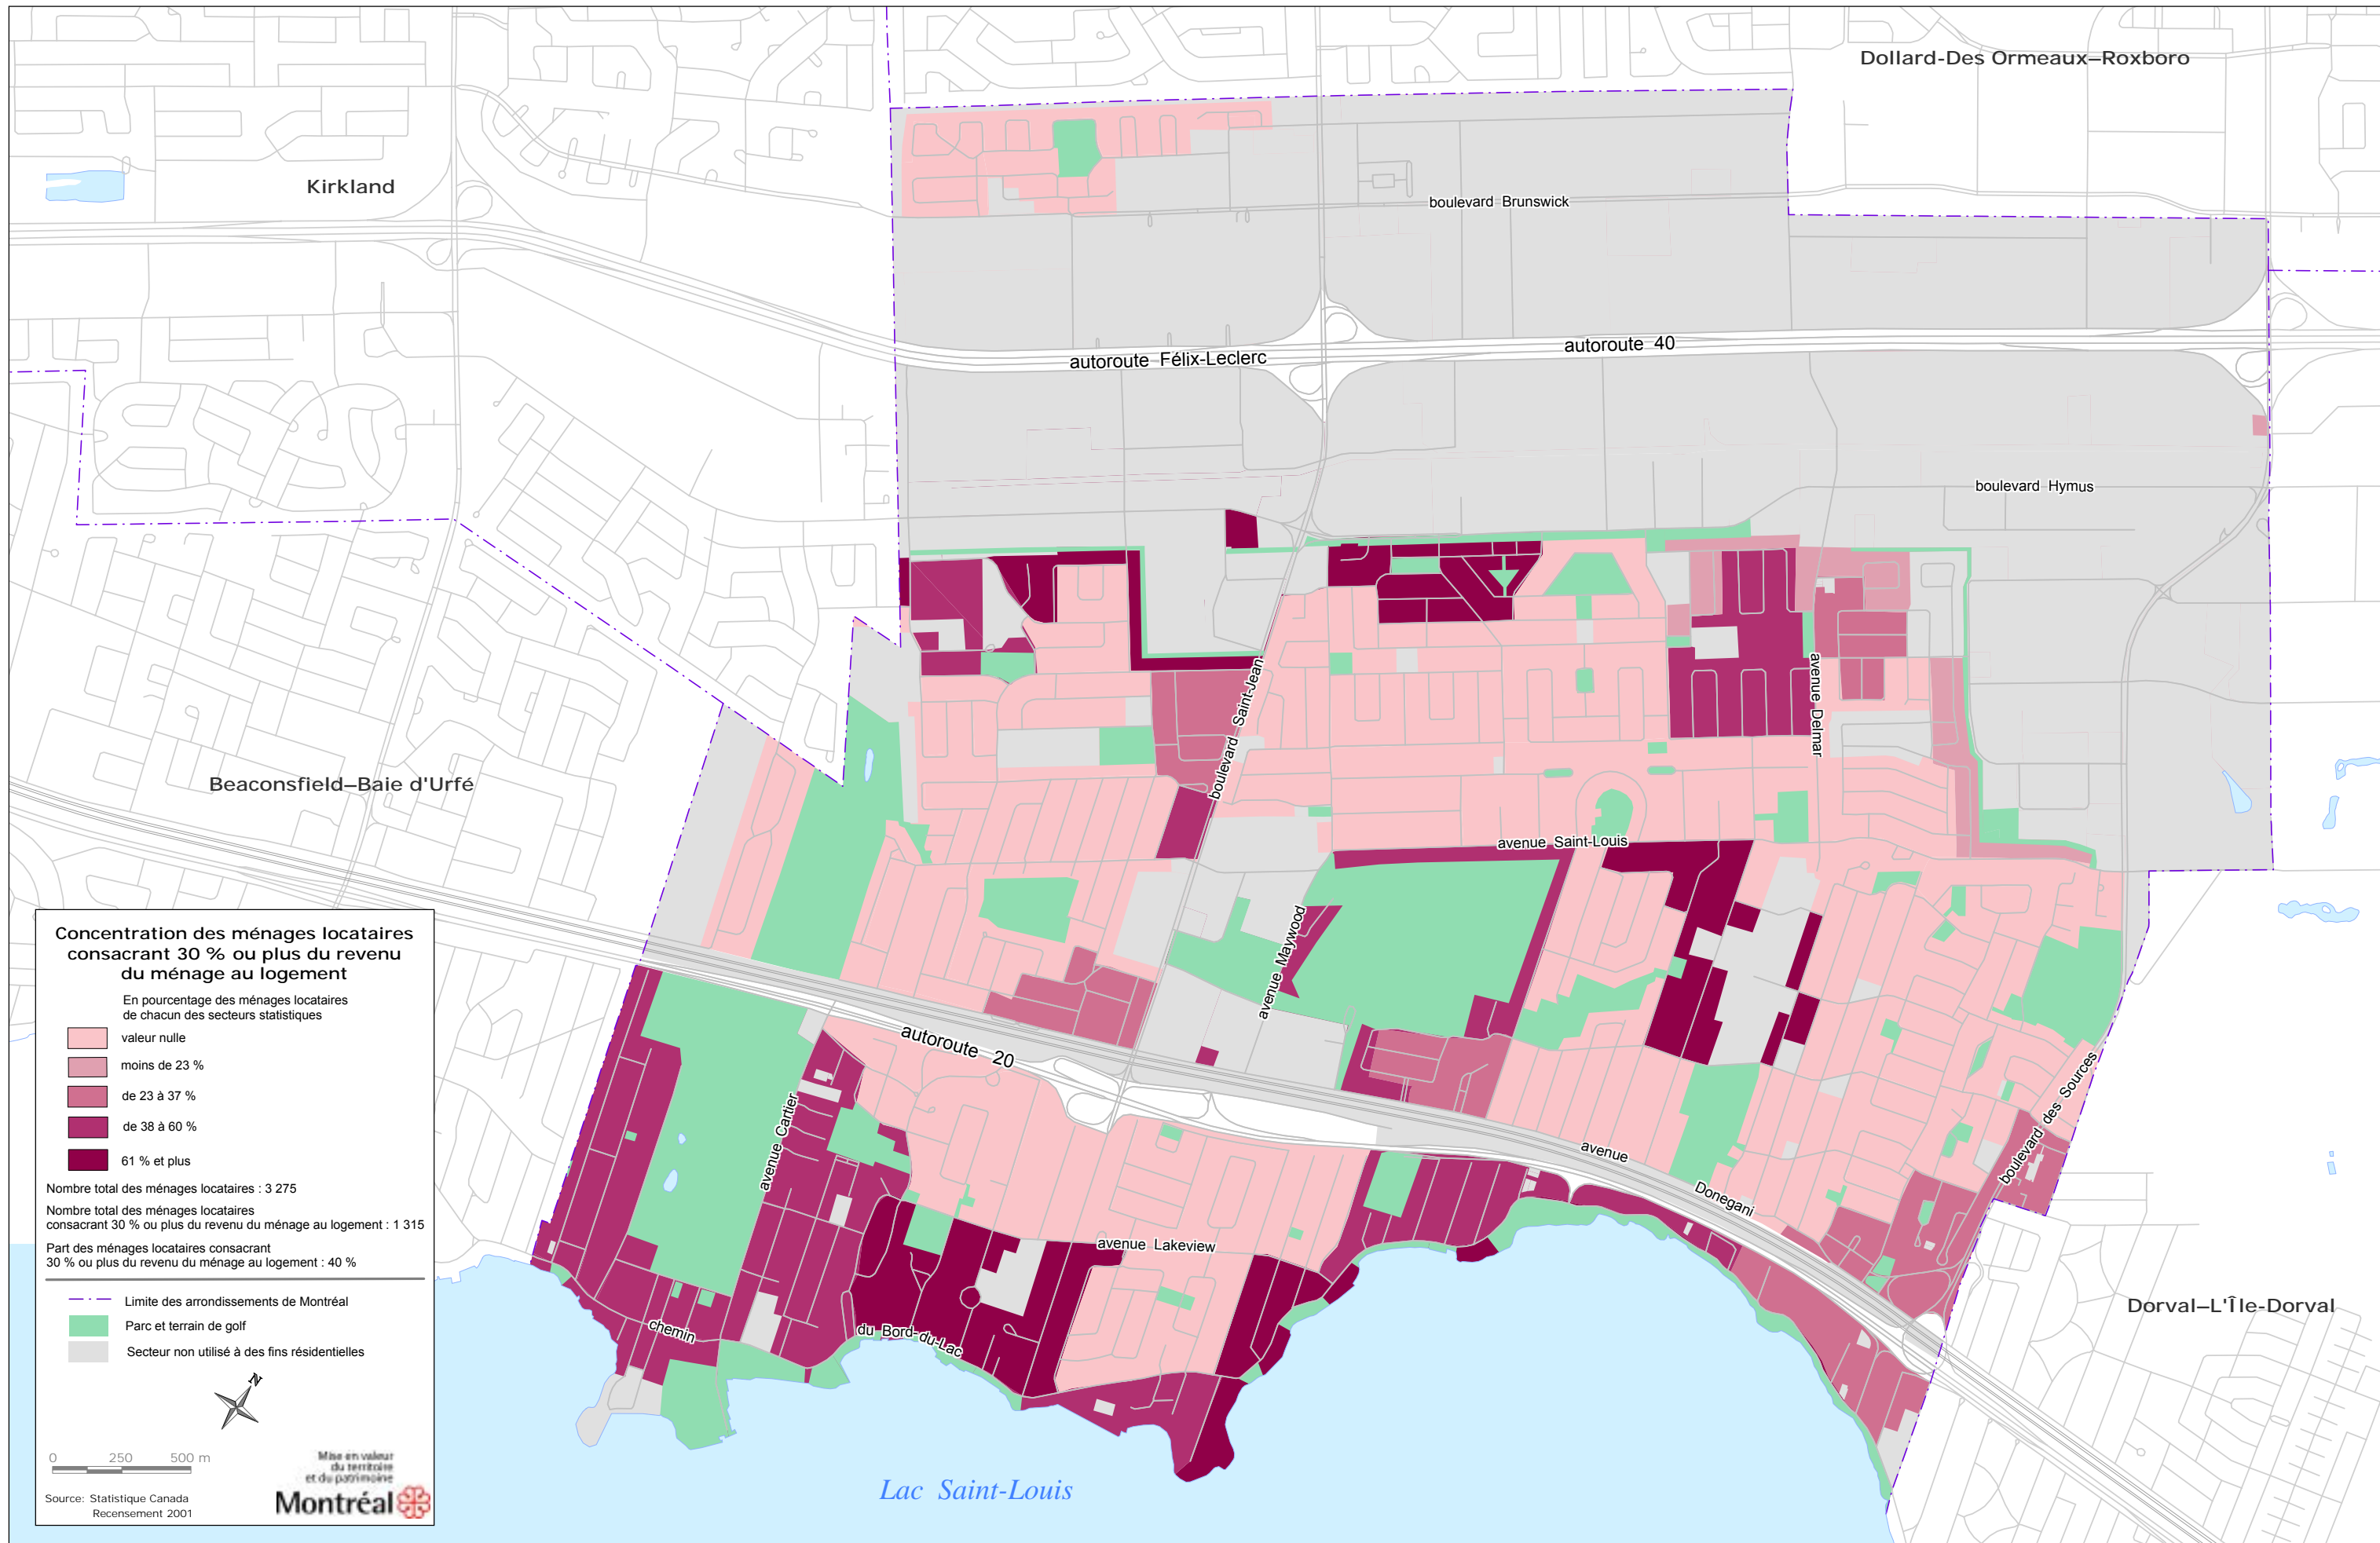 Dollard-Des Ormeaux–Roxboro
Kirkland
boulevard Brunswick
autoroute Félix-Leclerc
autoroute 40
boulevard Hymus
avenue Delmar
boulevard Saint-Jean
Beaconsfield–Baie d'Urfé
avenue Saint-Louis
avenue Maywood
autoroute 20
avenue Cartier
boulevard des Sources
avenue Donegani
avenue Lakeview
chemin du Bord-du-Lac
Dorval–L'Île-Dorval
Lac Saint-Louis
Concentration des ménages locataires
consacrant 30 % ou plus du revenu
du ménage au logement
En pourcentage des ménages locataires
de chacun des secteurs statistiques
valeur nulle
moins de 23 %
de 23 à 37 %
de 38 à 60 %
61 % et plus
Nombre total des ménages locataires : 3 275
Nombre total des ménages locataires
consacrant 30 % ou plus du revenu du ménage au logement : 1 315
Part des ménages locataires consacrant
30 % ou plus du revenu du ménage au logement : 40 %
Limite des arrondissements de Montréal
Parc et terrain de golf
Secteur non utilisé à des fins résidentielles
N
0 250 500 m
Mise en valeur
du territoire
et du patrimoine
Montréal
Source: Statistique Canada
Recensement 2001